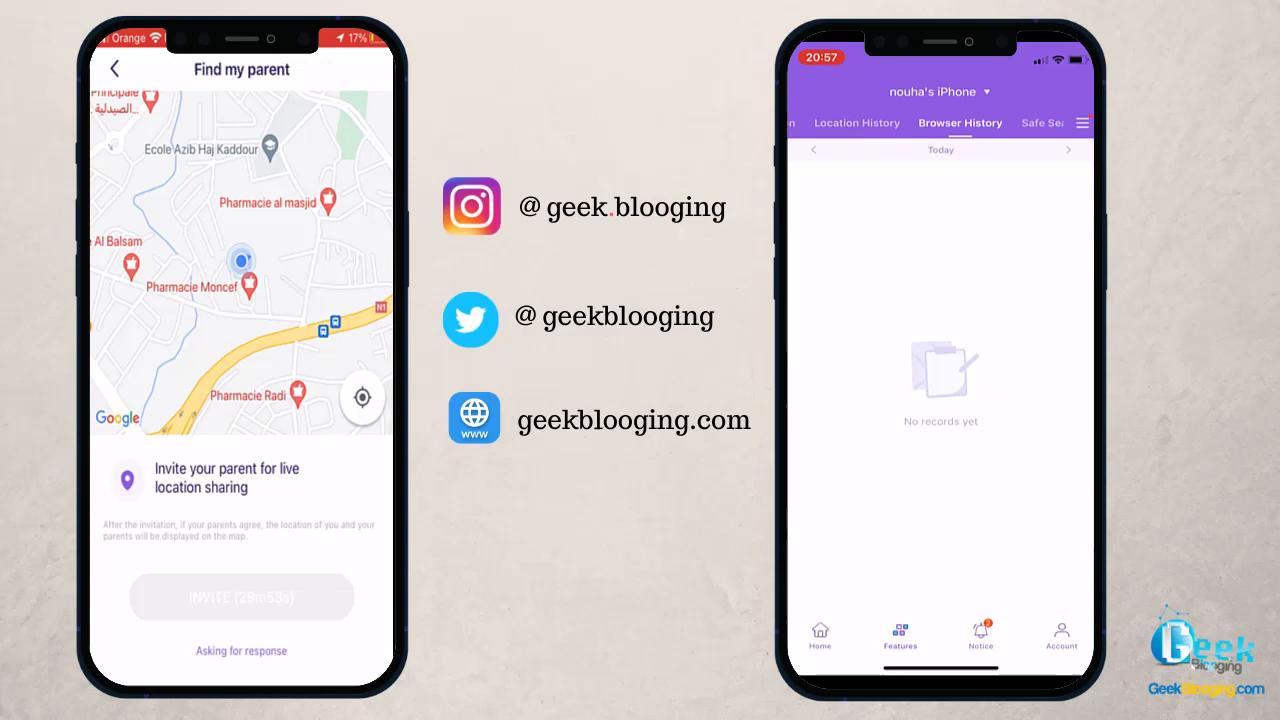 Orange
17%
Find my parent
Principale
الصيدلية...
Ecole Azib Haj Kaddour
Pharmacie al masjid
e Al Balsam
Pharmacie Moncef
N1
Pharmacie Radi
Google
Invite your parent for live
location sharing
After the invitation, if your parents agree, the location of you and your
parents will be displayed on the map.
INVITE (29m53s)
Asking for response
@ geek.blooging
@ geekblooging
WWW
geekblooging.com
20:57
nouha's iPhone
on Location History Browser History Safe Sea
Today
No records yet
2
Home Features Notice Account
Geek
Blooging
GeekBlooging.com